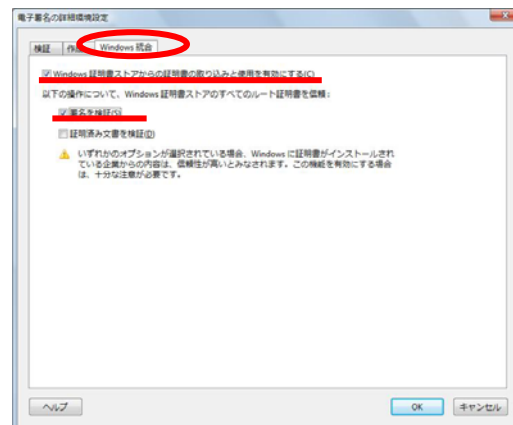 電子署名の詳細環境設定
検証 作成 Windows 統合
Windows 証明書ストアからの証明書の取り込みと使用を有効にする(C)
以下の操作について、Windows 証明書ストアのすべてのルート証明書を信頼：
署名を検証(S)
証明済み文書を検証(D)
いずれかのオプションが選択されている場合、Windows に証明書がインストールされ
ている企業からの内容は、信頼性が高いとみなされます。この機能を有効にする場合
は、十分な注意が必要です。
ヘルプ OK キャンセル